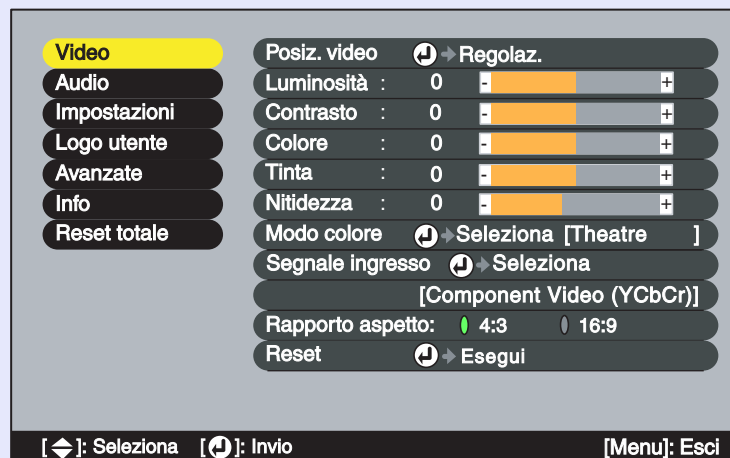 Video
Audio
Impostazioni
Logo utente
Avanzate
Info
Reset totale
Posiz. video Regolaz.
Luminosità : 0 - +
Contrasto : 0 - +
Colore : 0 - +
Tinta : 0 - +
Nitidezza : 0 - +
Modo colore Seleziona [Theatre ]
Segnale ingresso Seleziona
[Component Video (YCbCr)]
Rapporto aspetto: 4:3 16:9
Reset Esegui
[ ]: Seleziona [ ]: Invio [Menu]: Esci